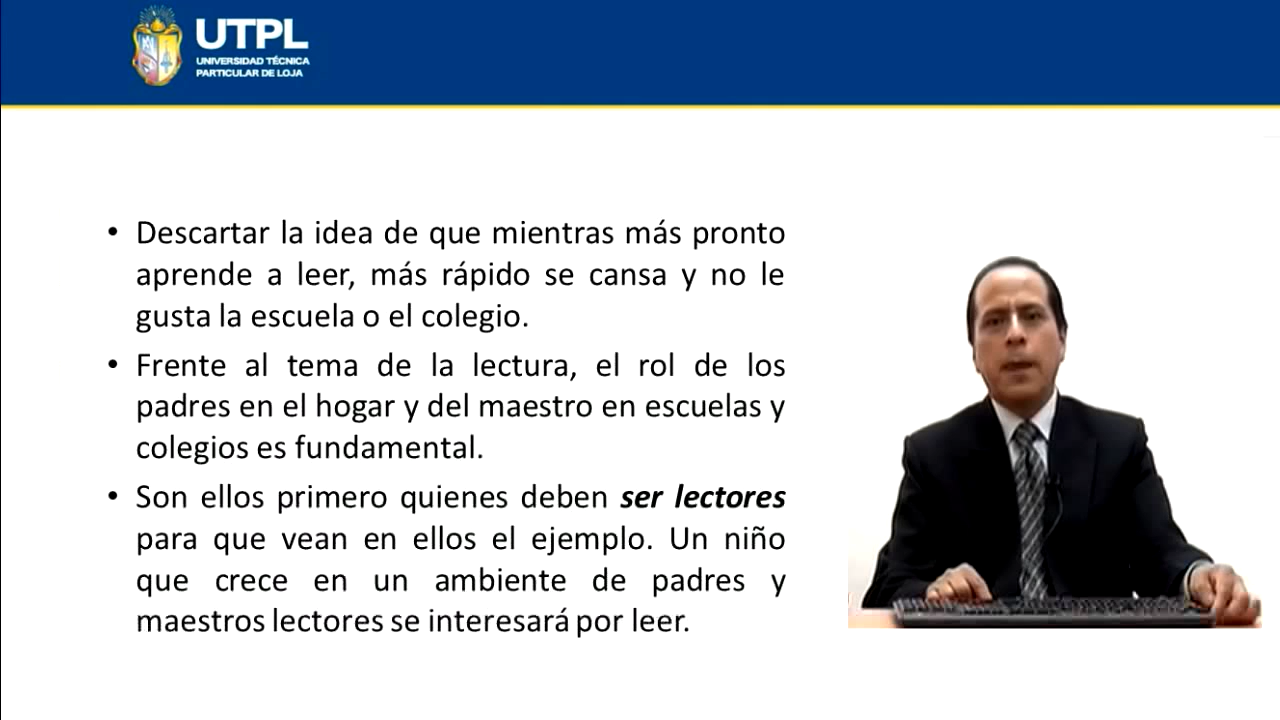 UTPL
UNIVERSIDAD TÉCNICA
PARTICULAR DE LOJA
• Descartar la idea de que mientras más pronto
aprende a leer, más rápido se cansa y no le
gusta la escuela o el colegio.
• Frente al tema de la lectura, el rol de los
padres en el hogar y del maestro en escuelas y
colegios es fundamental.
• Son ellos primero quienes deben ser lectores
para que vean en ellos el ejemplo. Un niño
que crece en un ambiente de padres y
maestros lectores se interesará por leer.